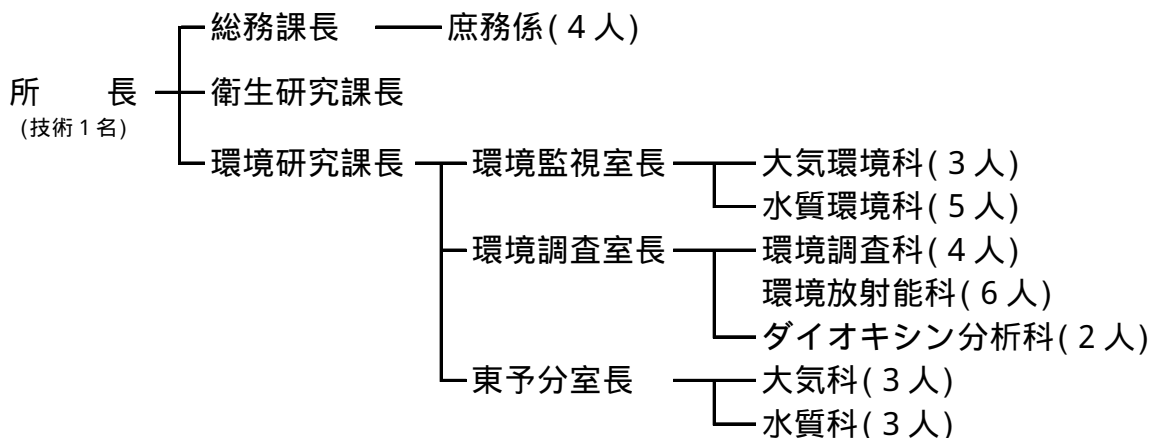 総務課長 庶務係(4人)
所 長 衛生研究課長
(技術1名)
環境研究課長 環境監視室長 大気環境科(3人)
水質環境科(5人)
環境調査室長 環境調査科(4人)
環境放射能科(6人)
ダイオキシン分析科(2人)
東予分室長 大気科(3人)
水質科(3人)